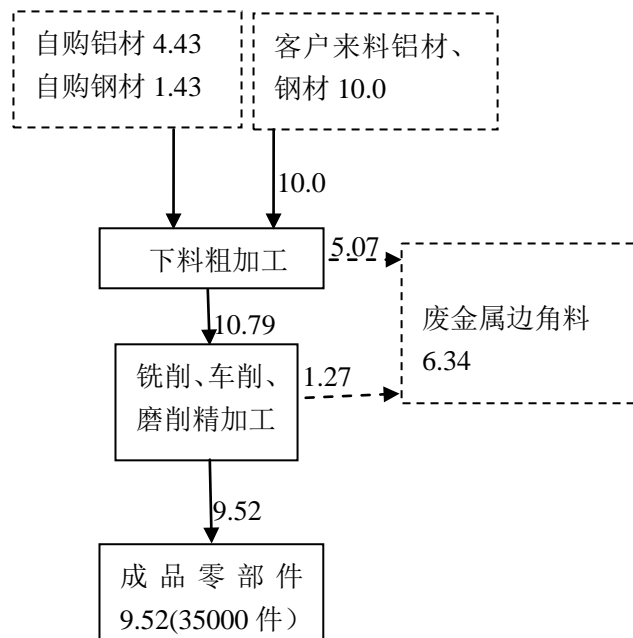 自购铝材 4.43
自购钢材 1.43
客户来料铝材、
钢材 10.0
10.0
下料粗加工
5.07
10.79
废金属边角料
6.34
铣削、车削、
磨削精加工
1.27
9.52
成品零部件
9.52(35000 件）